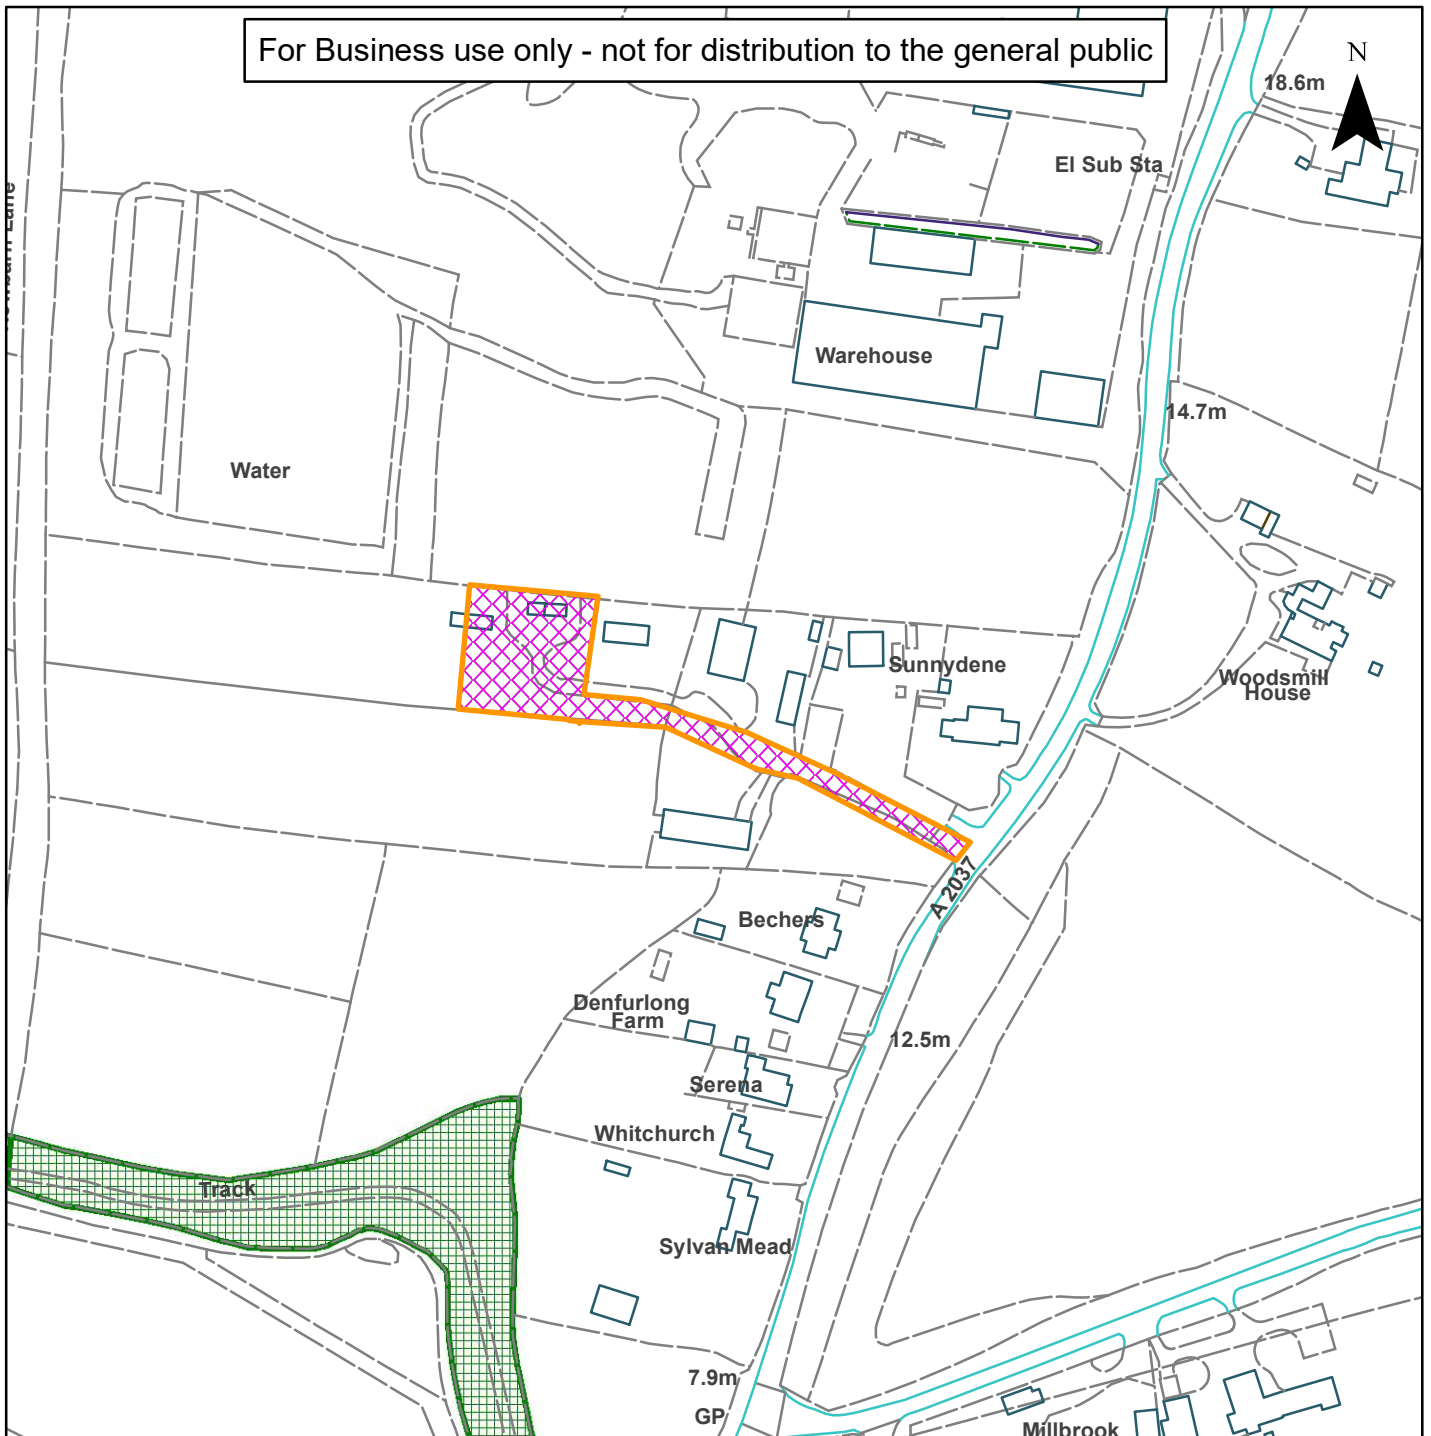 For Business use only - not for distribution to the general public
N
18.6m
El Sub Sta
Lane
Warehouse
14.7m
Water
Sunnydene
Woodsmill
House
A 2037
Bechers
Denfurlong
Farm
12.5m
Serena
Whitchurch
Track
Sylvan Mead
7.9m
GP
Millbrook